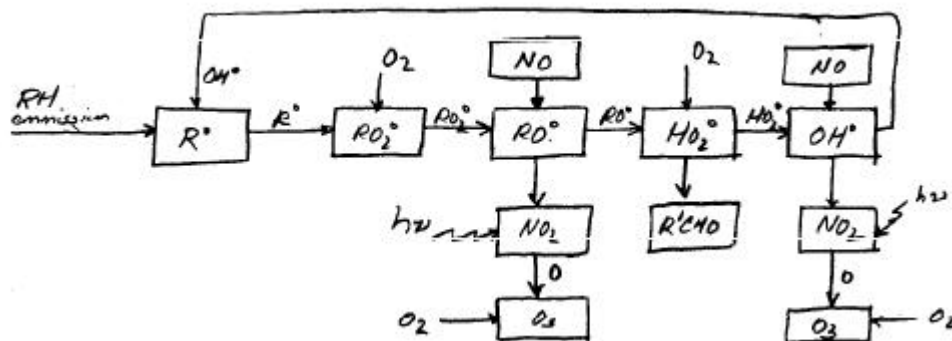 NO
O2
O2
NO
OH°
RH
emission
R°
R°
RO2°
RO2°
RO°
RO°
HO2°
HO2°
OH°
hν
NO2
R'CHO
NO2
hν
O
O
O2
O3
O3
O2